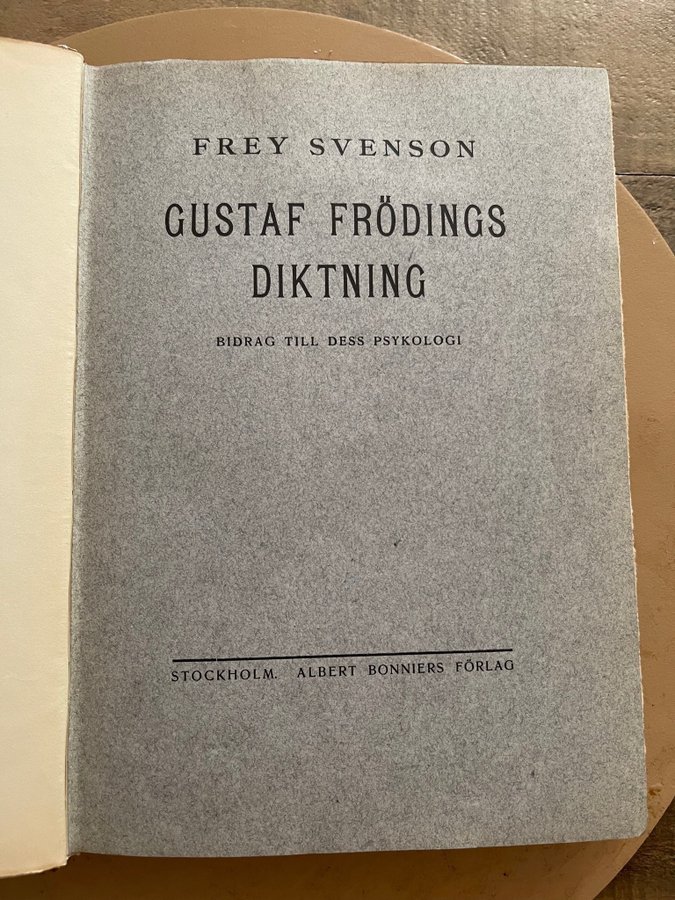 FREY SVENSON
GUSTAF FRÖDINGS
DIKTNING
BIDRAG TILL DESS PSYKOLOGI
STOCKHOLM. ALBERT BONNIERS FÖRLAG